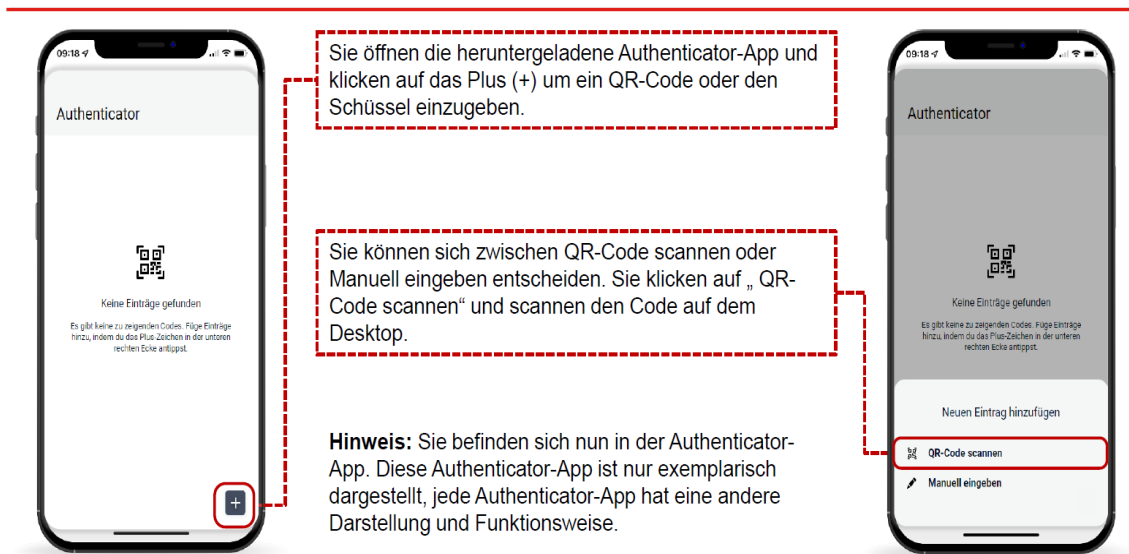 09:18
Authenticator
Keine Einträge gefunden
Es gibt keine zu zeigenden Codes. Füge Einträge
hinzu, indem du das Plus-Zeichen in der unteren
rechten Ecke antippst.
+
Sie öffnen die heruntergeladene Authenticator-App und
klicken auf das Plus (+) um ein QR-Code oder den
Schüssel einzugeben.
Sie können sich zwischen QR-Code scannen oder
Manuell eingeben entscheiden. Sie klicken auf „ QR-
Code scannen“ und scannen den Code auf dem
Desktop.
Hinweis: Sie befinden sich nun in der Authenticator-
App. Diese Authenticator-App ist nur exemplarisch
dargestellt, jede Authenticator-App hat eine andere
Darstellung und Funktionsweise.
09:18
Authenticator
Keine Einträge gefunden
Es gibt keine zu zeigenden Codes. Füge Einträge
hinzu, indem du das Plus-Zeichen in der unteren
rechten Ecke antippst.
Neuen Eintrag hinzufügen
QR-Code scannen
Manuell eingeben